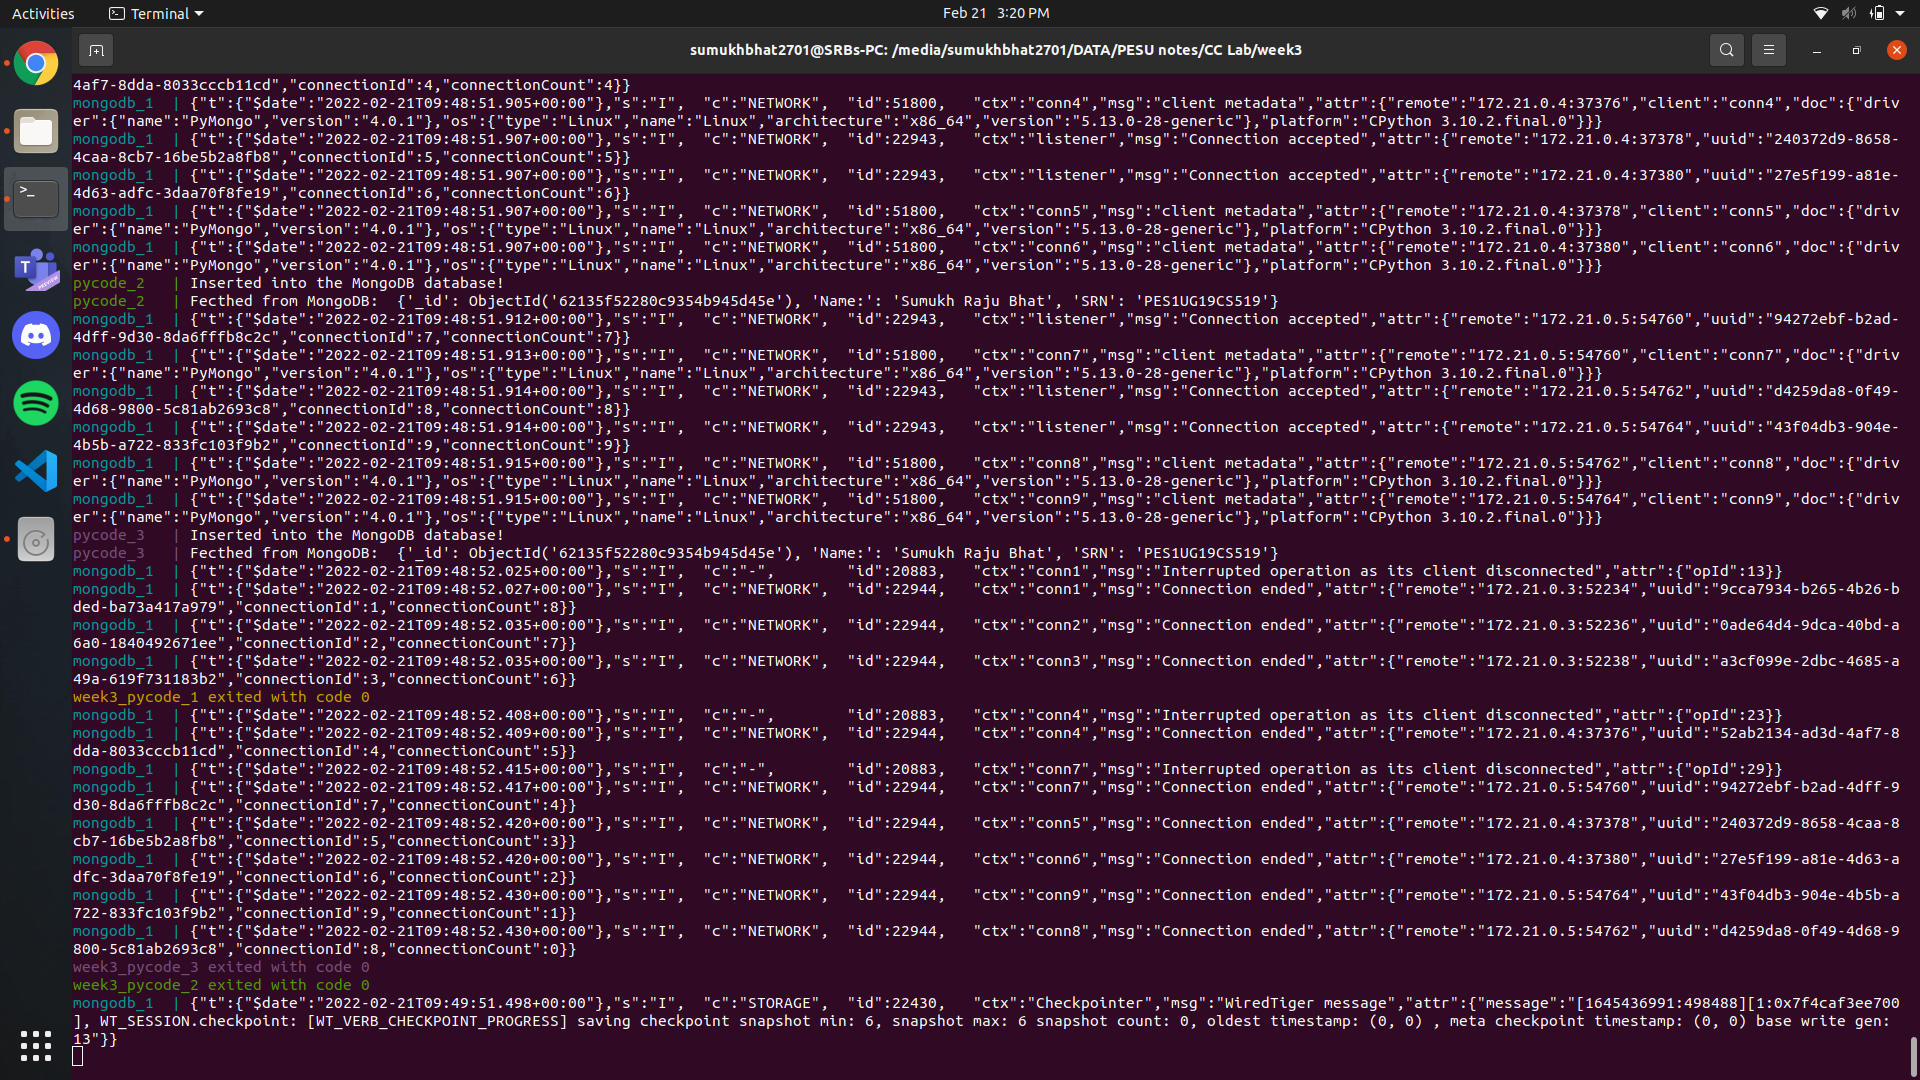 Activities
Terminal
Feb 21 3:20 PM
sumukhbhat2701@SRBs-PC: /media/sumukhbhat2701/DATA/PESU notes/CC Lab/week3
4af7-8dda-8033cccb11cd","connectionId":4,"connectionCount":4}}
mongodb_1  | {"t":{"$date":"2022-02-21T09:48:51.905+00:00"},"s":"I",  "c":"NETWORK",  "id":51800,   "ctx":"conn4","msg":"client metadata","attr":{"remote":"172.21.0.4:37376","client":"conn4","doc":{"driv
er":{"name":"PyMongo","version":"4.0.1"},"os":{"type":"Linux","name":"Linux","architecture":"x86_64","version":"5.13.0-28-generic"},"platform":"CPython 3.10.2.final.0"}}}
mongodb_1  | {"t":{"$date":"2022-02-21T09:48:51.907+00:00"},"s":"I",  "c":"NETWORK",  "id":22943,   "ctx":"listener","msg":"Connection accepted","attr":{"remote":"172.21.0.4:37378","uuid":"240372d9-8658-
4caa-8cb7-16be5b2a8fb8","connectionId":5,"connectionCount":5}}
mongodb_1  | {"t":{"$date":"2022-02-21T09:48:51.907+00:00"},"s":"I",  "c":"NETWORK",  "id":22943,   "ctx":"listener","msg":"Connection accepted","attr":{"remote":"172.21.0.4:37380","uuid":"27e5f199-a81e-
4d63-adfc-3daa70f8fe19","connectionId":6,"connectionCount":6}}
mongodb_1  | {"t":{"$date":"2022-02-21T09:48:51.907+00:00"},"s":"I",  "c":"NETWORK",  "id":51800,   "ctx":"conn5","msg":"client metadata","attr":{"remote":"172.21.0.4:37378","client":"conn5","doc":{"driv
er":{"name":"PyMongo","version":"4.0.1"},"os":{"type":"Linux","name":"Linux","architecture":"x86_64","version":"5.13.0-28-generic"},"platform":"CPython 3.10.2.final.0"}}}
mongodb_1  | {"t":{"$date":"2022-02-21T09:48:51.907+00:00"},"s":"I",  "c":"NETWORK",  "id":51800,   "ctx":"conn6","msg":"client metadata","attr":{"remote":"172.21.0.4:37380","client":"conn6","doc":{"driv
er":{"name":"PyMongo","version":"4.0.1"},"os":{"type":"Linux","name":"Linux","architecture":"x86_64","version":"5.13.0-28-generic"},"platform":"CPython 3.10.2.final.0"}}}
pycode_2   | Inserted into the MongoDB database!
pycode_2   | Fecthed from MongoDB:  {'_id': ObjectId('62135f52280c9354b945d45e'), 'Name:': 'Sumukh Raju Bhat', 'SRN': 'PES1UG19CS519'}
mongodb_1  | {"t":{"$date":"2022-02-21T09:48:51.912+00:00"},"s":"I",  "c":"NETWORK",  "id":22943,   "ctx":"listener","msg":"Connection accepted","attr":{"remote":"172.21.0.5:54760","uuid":"94272ebf-b2ad-
4dff-9d30-8da6fffb8c2c","connectionId":7,"connectionCount":7}}
mongodb_1  | {"t":{"$date":"2022-02-21T09:48:51.913+00:00"},"s":"I",  "c":"NETWORK",  "id":51800,   "ctx":"conn7","msg":"client metadata","attr":{"remote":"172.21.0.5:54760","client":"conn7","doc":{"driv
er":{"name":"PyMongo","version":"4.0.1"},"os":{"type":"Linux","name":"Linux","architecture":"x86_64","version":"5.13.0-28-generic"},"platform":"CPython 3.10.2.final.0"}}}
mongodb_1  | {"t":{"$date":"2022-02-21T09:48:51.914+00:00"},"s":"I",  "c":"NETWORK",  "id":22943,   "ctx":"listener","msg":"Connection accepted","attr":{"remote":"172.21.0.5:54762","uuid":"d4259da8-0f49-
4d68-9800-5c81ab2693c8","connectionId":8,"connectionCount":8}}
mongodb_1  | {"t":{"$date":"2022-02-21T09:48:51.914+00:00"},"s":"I",  "c":"NETWORK",  "id":22943,   "ctx":"listener","msg":"Connection accepted","attr":{"remote":"172.21.0.5:54764","uuid":"43f04db3-904e-
4b5b-a722-833fc103f9b2","connectionId":9,"connectionCount":9}}
mongodb_1  | {"t":{"$date":"2022-02-21T09:48:51.915+00:00"},"s":"I",  "c":"NETWORK",  "id":51800,   "ctx":"conn8","msg":"client metadata","attr":{"remote":"172.21.0.5:54762","client":"conn8","doc":{"driv
er":{"name":"PyMongo","version":"4.0.1"},"os":{"type":"Linux","name":"Linux","architecture":"x86_64","version":"5.13.0-28-generic"},"platform":"CPython 3.10.2.final.0"}}}
mongodb_1  | {"t":{"$date":"2022-02-21T09:48:51.915+00:00"},"s":"I",  "c":"NETWORK",  "id":51800,   "ctx":"conn9","msg":"client metadata","attr":{"remote":"172.21.0.5:54764","client":"conn9","doc":{"driv
er":{"name":"PyMongo","version":"4.0.1"},"os":{"type":"Linux","name":"Linux","architecture":"x86_64","version":"5.13.0-28-generic"},"platform":"CPython 3.10.2.final.0"}}}
pycode_3   | Inserted into the MongoDB database!
pycode_3   | Fecthed from MongoDB:  {'_id': ObjectId('62135f52280c9354b945d45e'), 'Name:': 'Sumukh Raju Bhat', 'SRN': 'PES1UG19CS519'}
mongodb_1  | {"t":{"$date":"2022-02-21T09:48:52.025+00:00"},"s":"I",  "c":"-",        "id":20883,   "ctx":"conn1","msg":"Interrupted operation as its client disconnected","attr":{"opId":13}}
mongodb_1  | {"t":{"$date":"2022-02-21T09:48:52.027+00:00"},"s":"I",  "c":"NETWORK",  "id":22944,   "ctx":"conn1","msg":"Connection ended","attr":{"remote":"172.21.0.3:52234","uuid":"9cca7934-b265-4b26-b
ded-ba73a417a979","connectionId":1,"connectionCount":8}}
mongodb_1  | {"t":{"$date":"2022-02-21T09:48:52.035+00:00"},"s":"I",  "c":"NETWORK",  "id":22944,   "ctx":"conn2","msg":"Connection ended","attr":{"remote":"172.21.0.3:52236","uuid":"0ade64d4-9dca-40bd-a
6a0-1840492671ee","connectionId":2,"connectionCount":7}}
mongodb_1  | {"t":{"$date":"2022-02-21T09:48:52.035+00:00"},"s":"I",  "c":"NETWORK",  "id":22944,   "ctx":"conn3","msg":"Connection ended","attr":{"remote":"172.21.0.3:52238","uuid":"a3cf099e-2dbc-4685-a
49a-619f731183b2","connectionId":3,"connectionCount":6}}
week3_pycode_1 exited with code 0
mongodb_1  | {"t":{"$date":"2022-02-21T09:48:52.408+00:00"},"s":"I",  "c":"-",        "id":20883,   "ctx":"conn4","msg":"Interrupted operation as its client disconnected","attr":{"opId":23}}
mongodb_1  | {"t":{"$date":"2022-02-21T09:48:52.409+00:00"},"s":"I",  "c":"NETWORK",  "id":22944,   "ctx":"conn4","msg":"Connection ended","attr":{"remote":"172.21.0.4:37376","uuid":"52ab2134-ad3d-4af7-8
dda-8033cccb11cd","connectionId":4,"connectionCount":5}}
mongodb_1  | {"t":{"$date":"2022-02-21T09:48:52.415+00:00"},"s":"I",  "c":"-",        "id":20883,   "ctx":"conn7","msg":"Interrupted operation as its client disconnected","attr":{"opId":29}}
mongodb_1  | {"t":{"$date":"2022-02-21T09:48:52.417+00:00"},"s":"I",  "c":"NETWORK",  "id":22944,   "ctx":"conn7","msg":"Connection ended","attr":{"remote":"172.21.0.5:54760","uuid":"94272ebf-b2ad-4dff-9
d30-8da6fffb8c2c","connectionId":7,"connectionCount":4}}
mongodb_1  | {"t":{"$date":"2022-02-21T09:48:52.420+00:00"},"s":"I",  "c":"NETWORK",  "id":22944,   "ctx":"conn5","msg":"Connection ended","attr":{"remote":"172.21.0.4:37378","uuid":"240372d9-8658-4caa-8
cb7-16be5b2a8fb8","connectionId":5,"connectionCount":3}}
mongodb_1  | {"t":{"$date":"2022-02-21T09:48:52.420+00:00"},"s":"I",  "c":"NETWORK",  "id":22944,   "ctx":"conn6","msg":"Connection ended","attr":{"remote":"172.21.0.4:37380","uuid":"27e5f199-a81e-4d63-a
dfc-3daa70f8fe19","connectionId":6,"connectionCount":2}}
mongodb_1  | {"t":{"$date":"2022-02-21T09:48:52.430+00:00"},"s":"I",  "c":"NETWORK",  "id":22944,   "ctx":"conn9","msg":"Connection ended","attr":{"remote":"172.21.0.5:54764","uuid":"43f04db3-904e-4b5b-a
722-833fc103f9b2","connectionId":9,"connectionCount":1}}
mongodb_1  | {"t":{"$date":"2022-02-21T09:48:52.430+00:00"},"s":"I",  "c":"NETWORK",  "id":22944,   "ctx":"conn8","msg":"Connection ended","attr":{"remote":"172.21.0.5:54762","uuid":"d4259da8-0f49-4d68-9
800-5c81ab2693c8","connectionId":8,"connectionCount":0}}
week3_pycode_3 exited with code 0
week3_pycode_2 exited with code 0
mongodb_1  | {"t":{"$date":"2022-02-21T09:49:51.498+00:00"},"s":"I",  "c":"STORAGE",  "id":22430,   "ctx":"Checkpointer","msg":"WiredTiger message","attr":{"message":"[1645436991:498488][1:0x7f4caf3ee700
], WT_SESSION.checkpoint: [WT_VERB_CHECKPOINT_PROGRESS] saving checkpoint snapshot min: 6, snapshot max: 6 snapshot count: 0, oldest timestamp: (0, 0) , meta checkpoint timestamp: (0, 0) base write gen:
13"}}